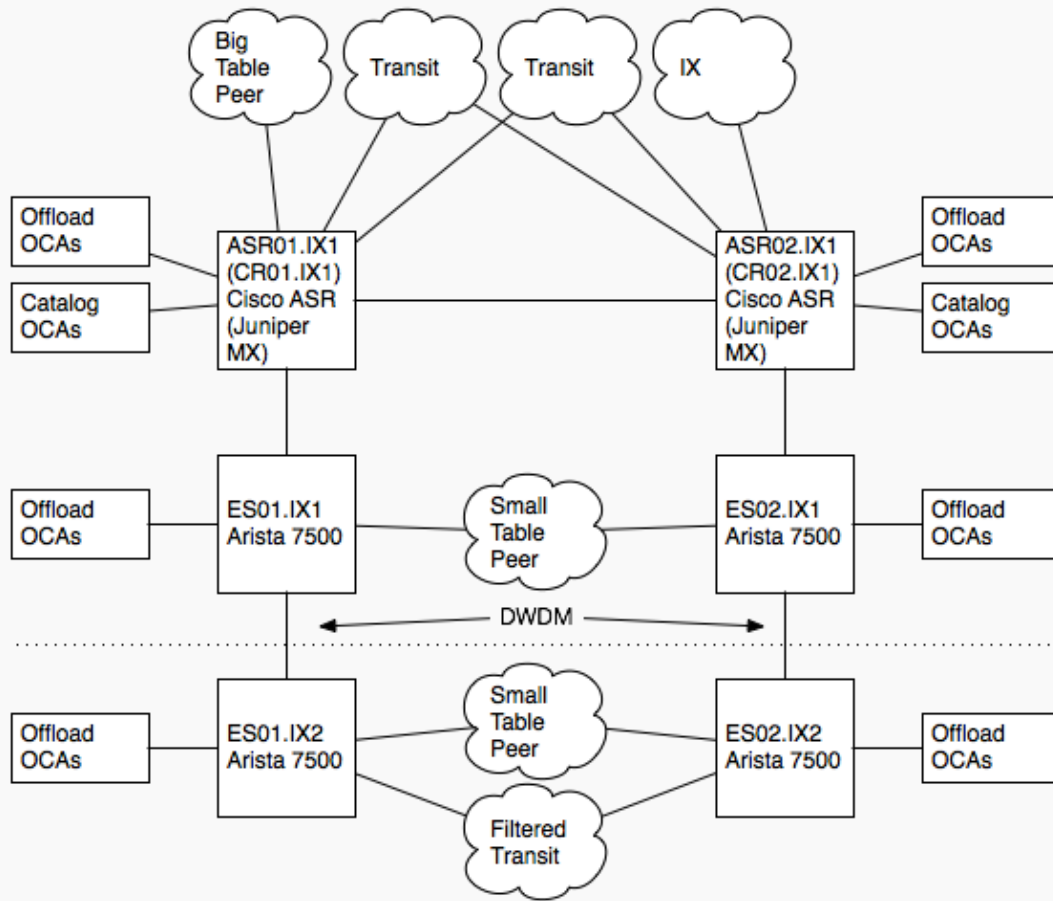 Big
Table
Peer
Transit
Transit
IX
Offload
OCAs
Catalog
OCAs
ASR01.IX1
(CR01.IX1)
Cisco ASR
(Juniper
MX)
ASR02.IX1
(CR02.IX1)
Cisco ASR
(Juniper
MX)
Offload
OCAs
Catalog
OCAs
Offload
OCAs
ES01.IX1
Arista 7500
Small
Table
Peer
ES02.IX1
Arista 7500
Offload
OCAs
DWDM
Offload
OCAs
ES01.IX2
Arista 7500
Small
Table
Peer
ES02.IX2
Arista 7500
Offload
OCAs
Filtered
Transit